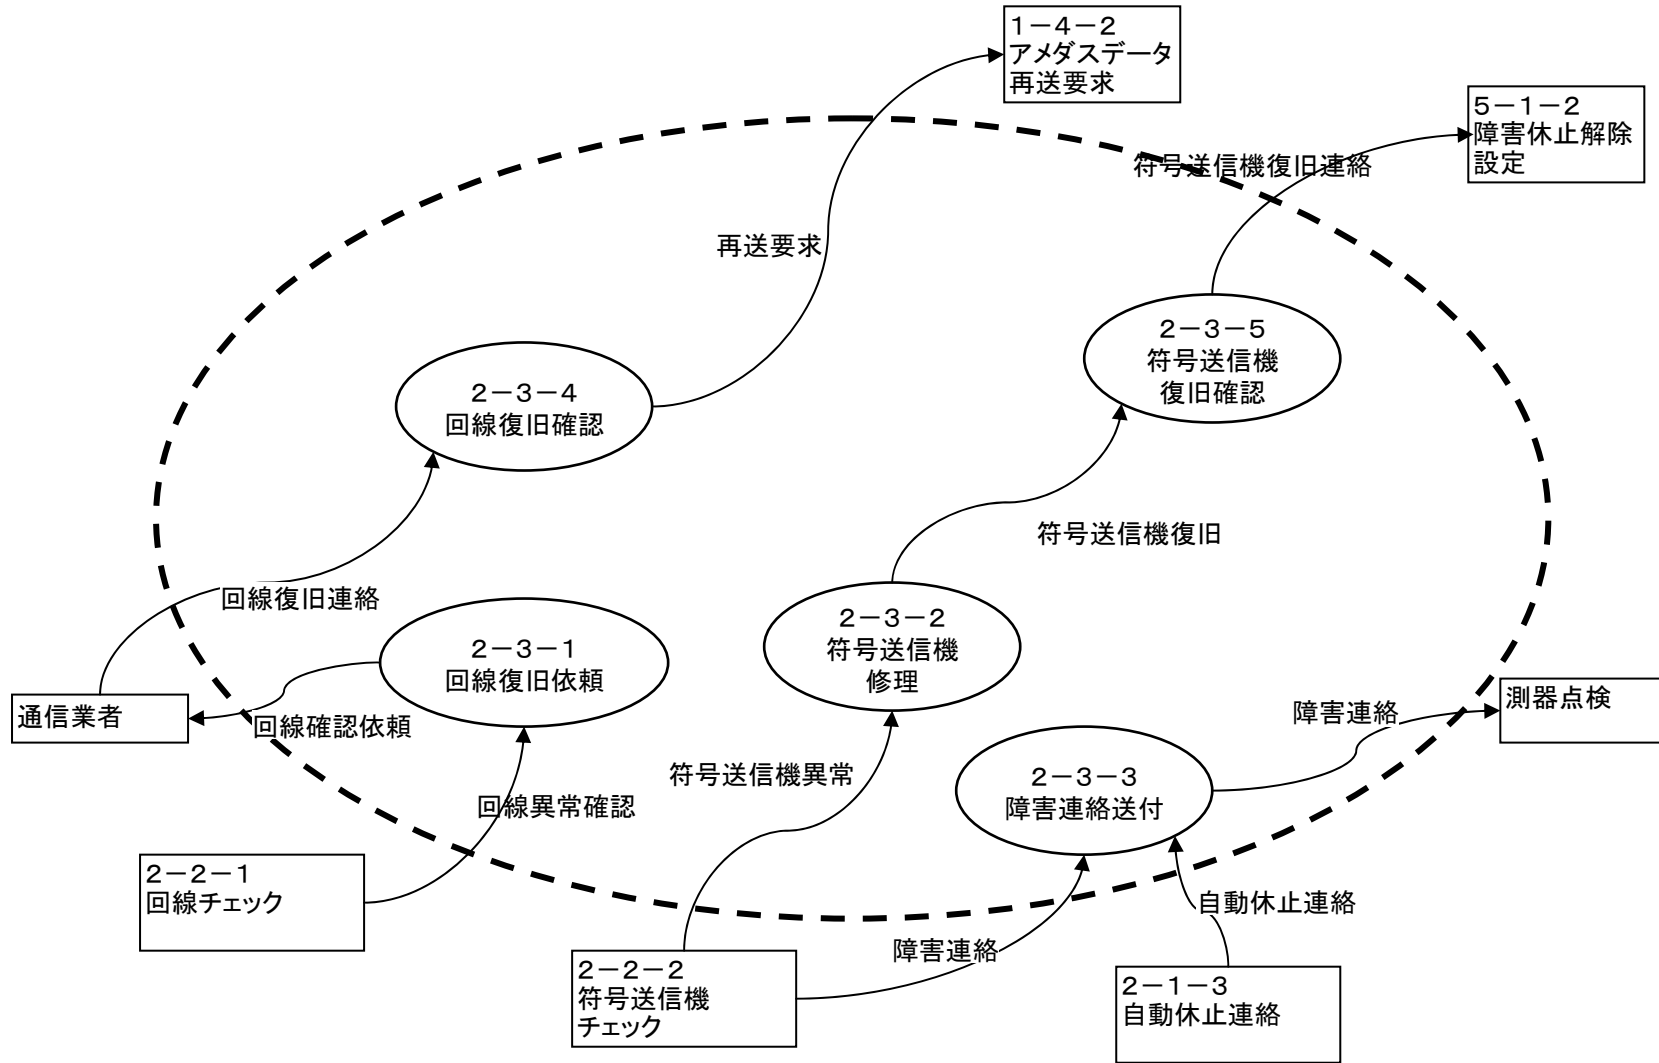 1－4－2
アメダスデータ
再送要求
5－1－2
障害休止解除
設定
符号送信機復旧連絡
再送要求
2－3－5
符号送信機
復旧確認
2－3－4
回線復旧確認
符号送信機復旧
回線復旧連絡
2－3－1
回線復旧依頼
2－3－2
符号送信機
修理
通信業者
回線確認依頼
障害連絡
測器点検
符号送信機異常
2－3－3
障害連絡送付
回線異常確認
2－2－1
回線チェック
自動休止連絡
障害連絡
2－2－2
符号送信機
チェック
2－1－3
自動休止連絡